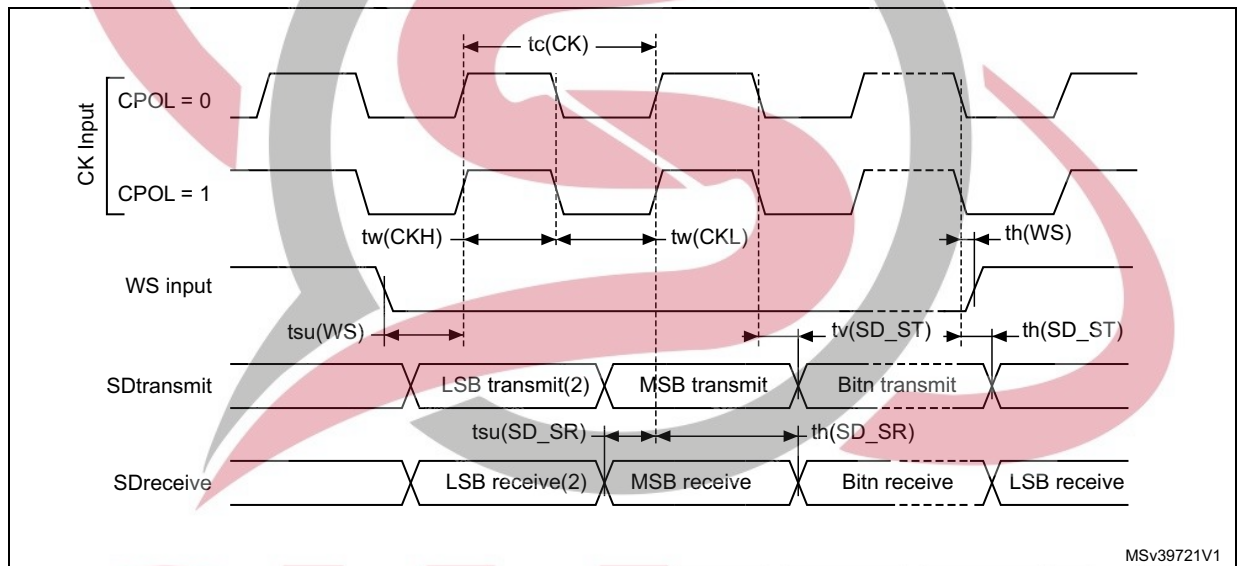 tc(CK)
CK Input
CPOL = 0
CPOL = 1
tw(CKH)
tw(CKL)
th(WS)
WS input
tsu(WS)
tv(SD_ST)
th(SD_ST)
SDtransmit
LSB transmit(2)
MSB transmit
Bitn transmit
tsu(SD_SR)
th(SD_SR)
SDreceive
LSB receive(2)
MSB receive
Bitn receive
LSB receive
MSv39721V1